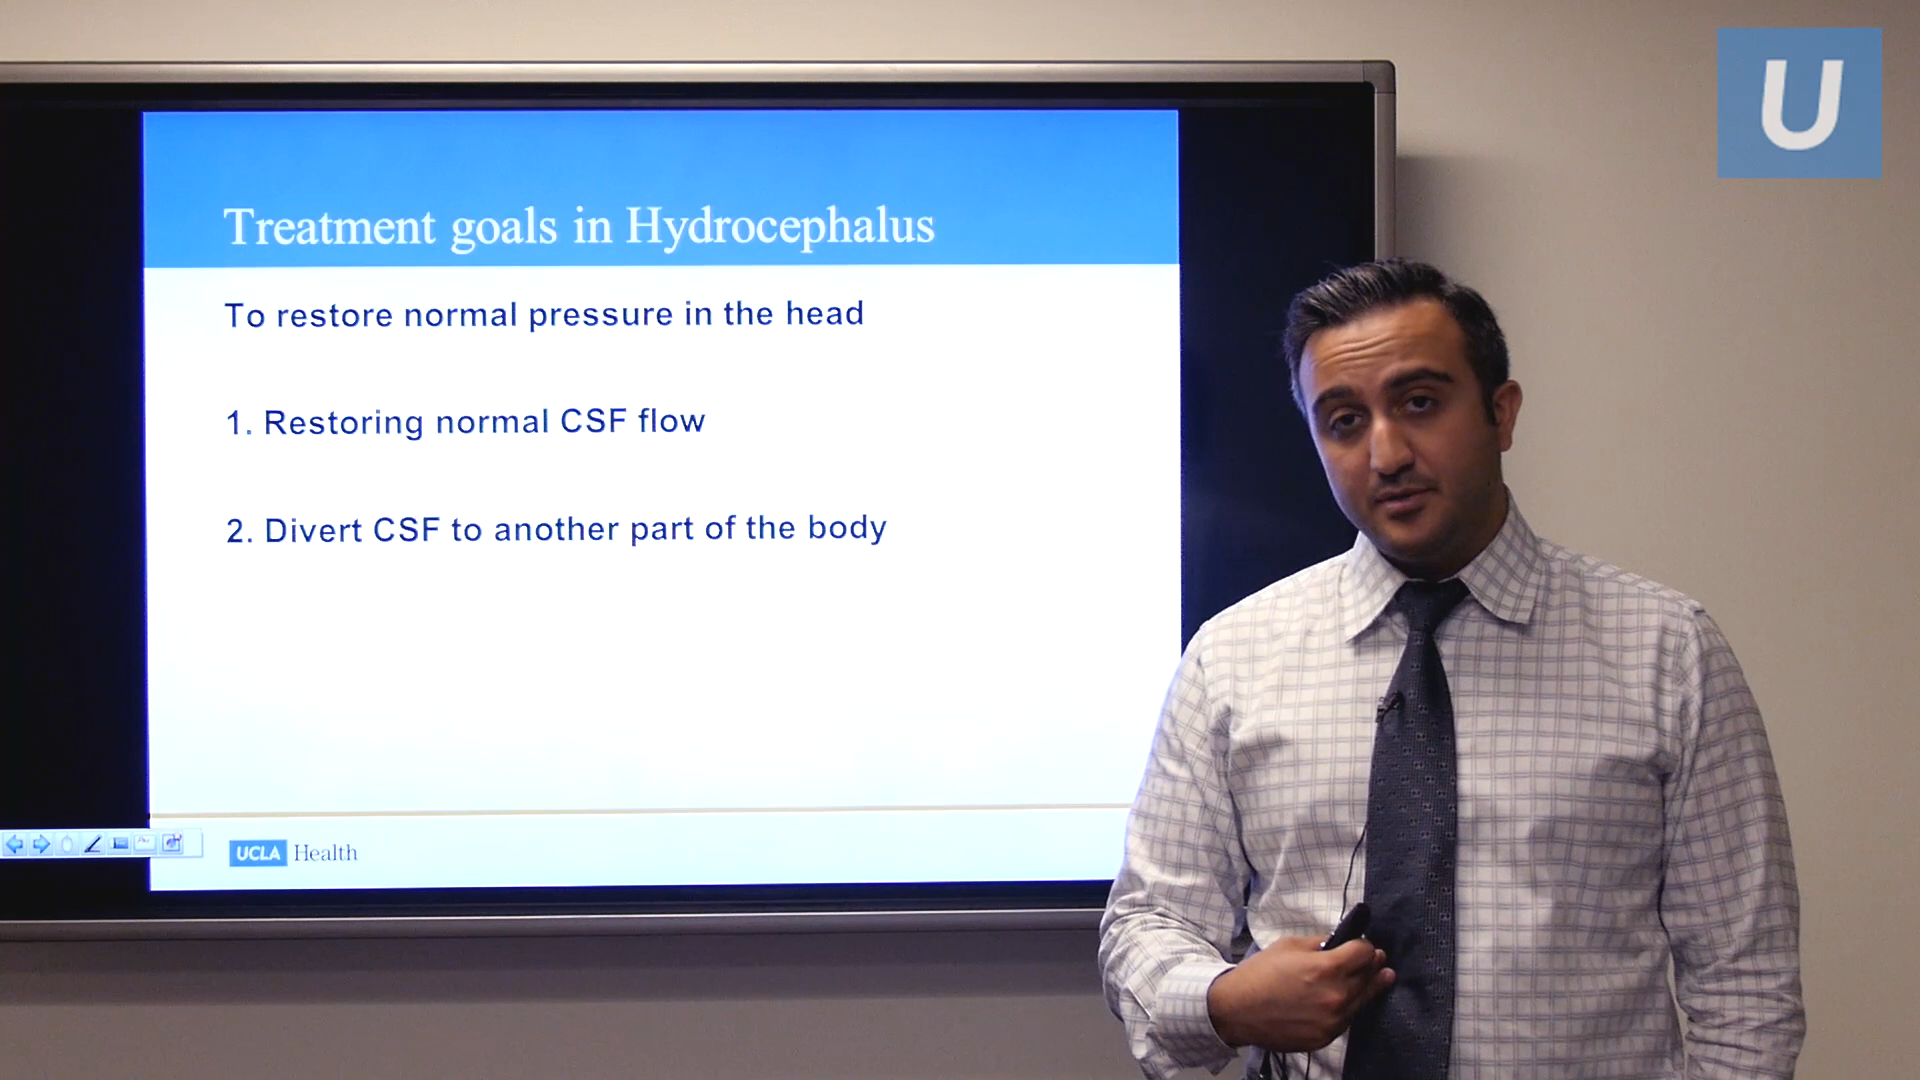 U
Treatment goals in Hydrocephalus
To restore normal pressure in the head
1. Restoring normal CSF flow
2. Divert CSF to another part of the body
UCLA Health